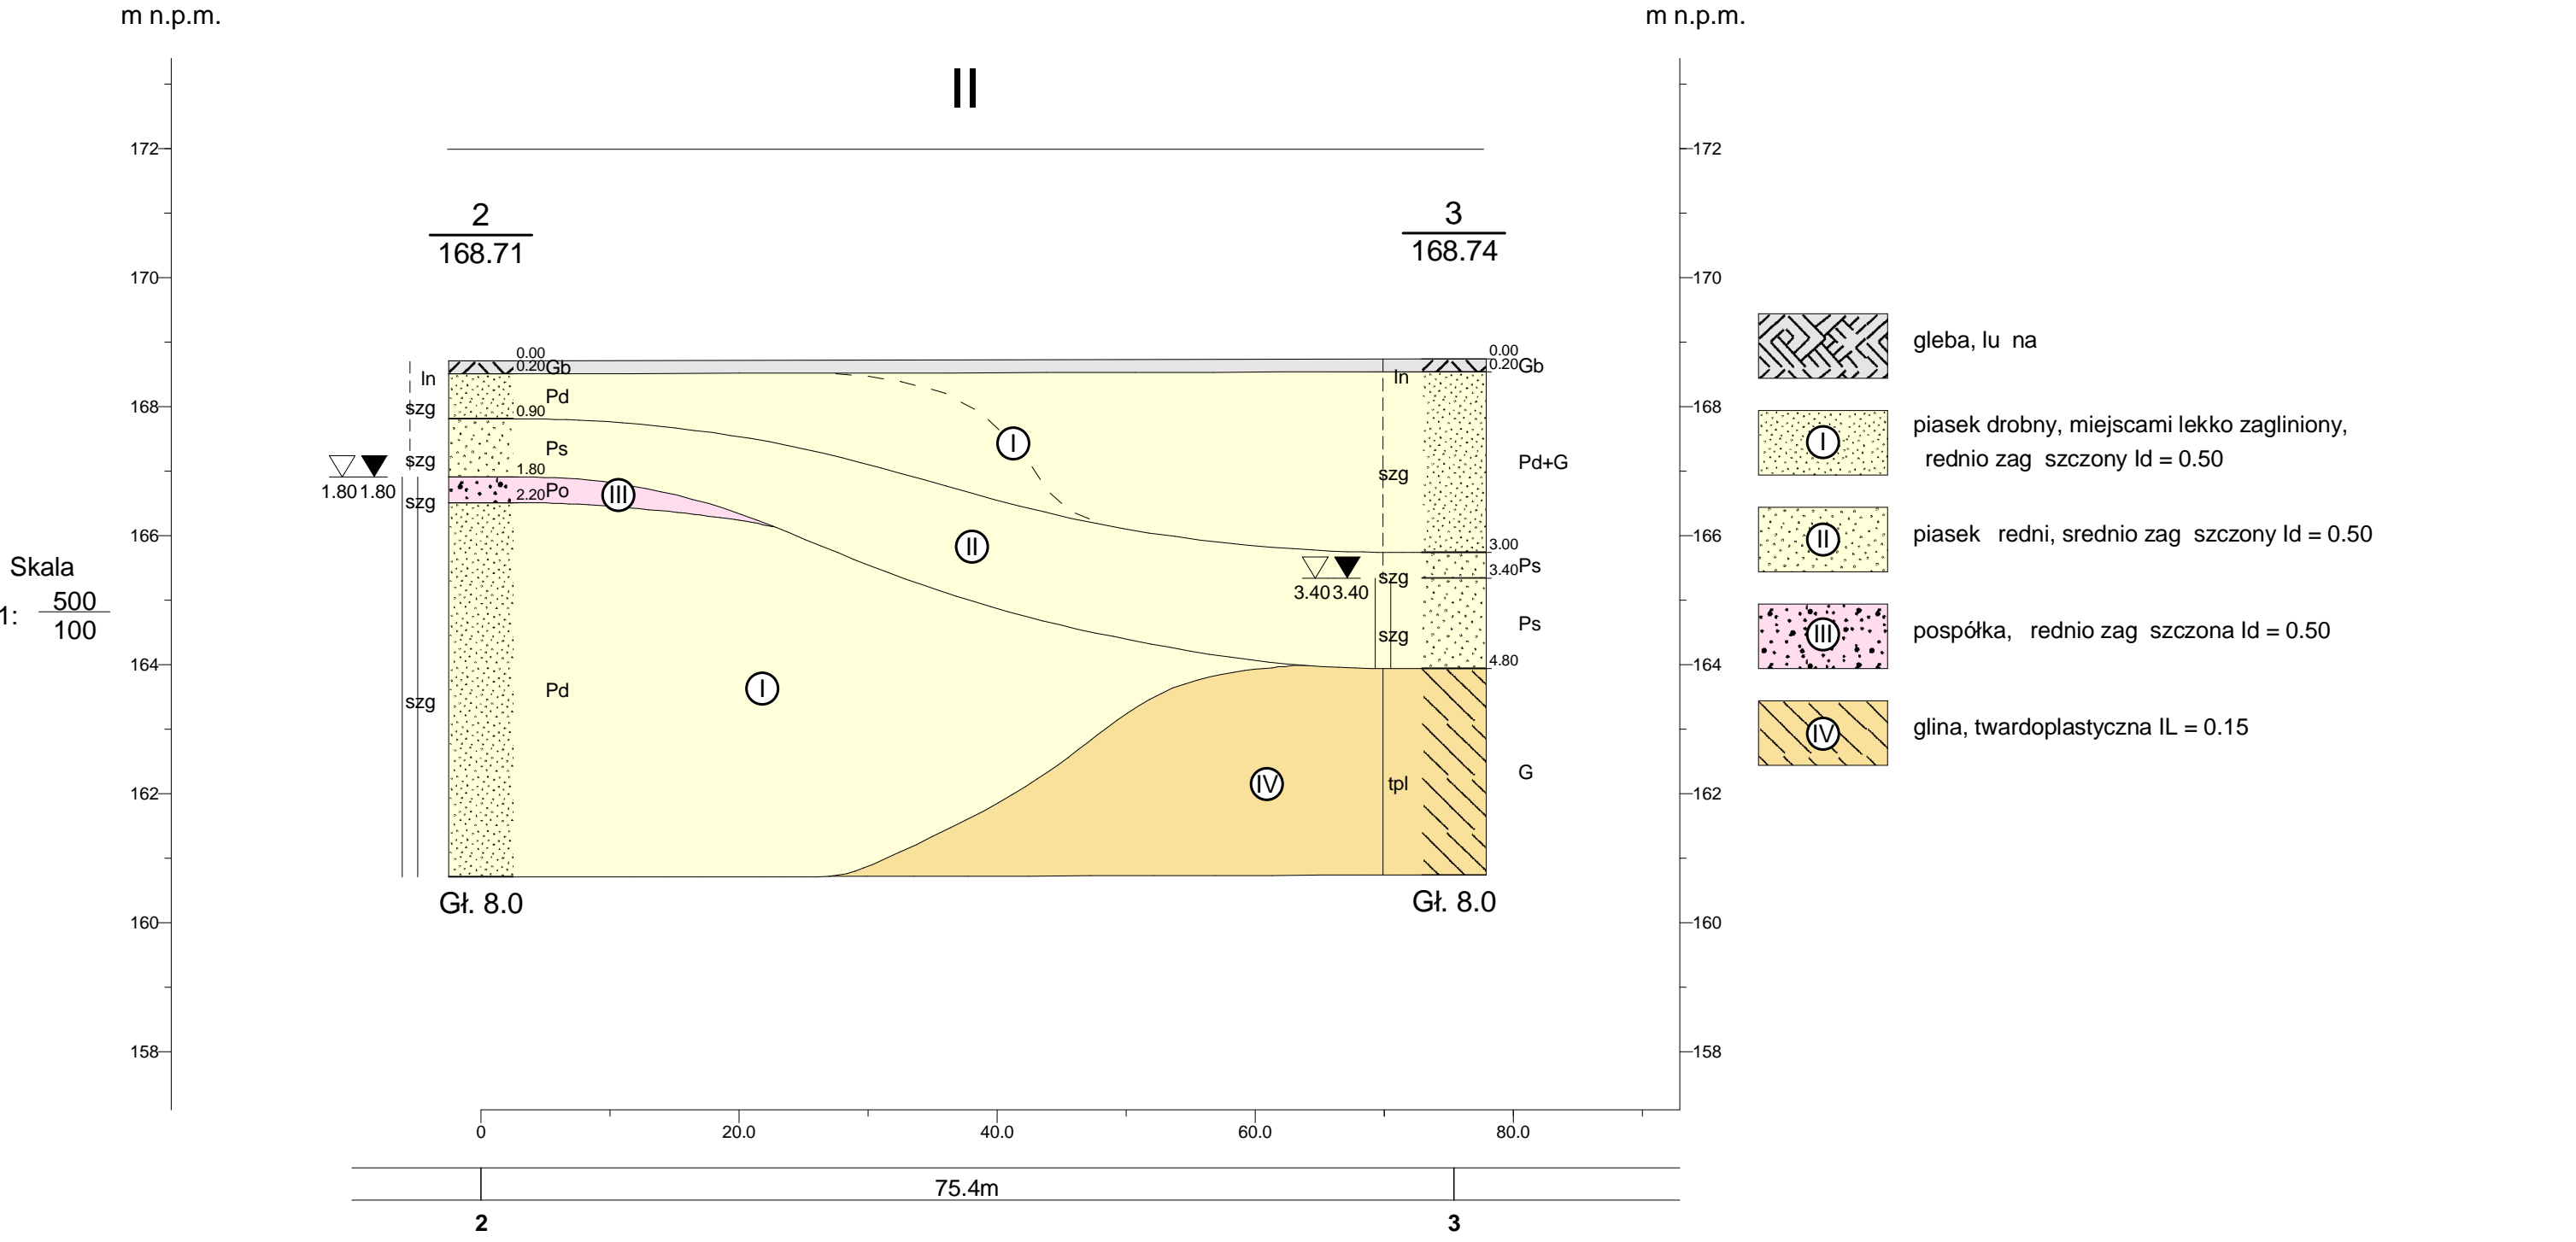 m n.p.m.
m n.p.m.
II
172
172
2
168.71
3
168.74
170
170
0.00
0.20 Gb
ln
Pd
szg
0.90
168
Ps
szg
1.80
1.80 1.80
2.20 Po
szg
III
I
II
0.00
0.20 Gb
ln
168
Pd+G
szg
3.00
3.40 Ps
szg
3.40 3.40
Ps
szg
4.80
166
166
Skala
1: 500
100
164
164
szg
Pd
I
IV
tpl
G
162
162
Gł. 8.0
Gł. 8.0
160
160
158
158
0 20.0 40.0 60.0 80.0
75.4m
2 3
gleba, lu na
I
piasek drobny, miejscami lekko zagliniony,
rednio zag szczony Id = 0.50
II
piasek redni, srednio zag szczony Id = 0.50
III
pospółka, rednio zag szczona Id = 0.50
IV
glina, twardoplastyczna IL = 0.15